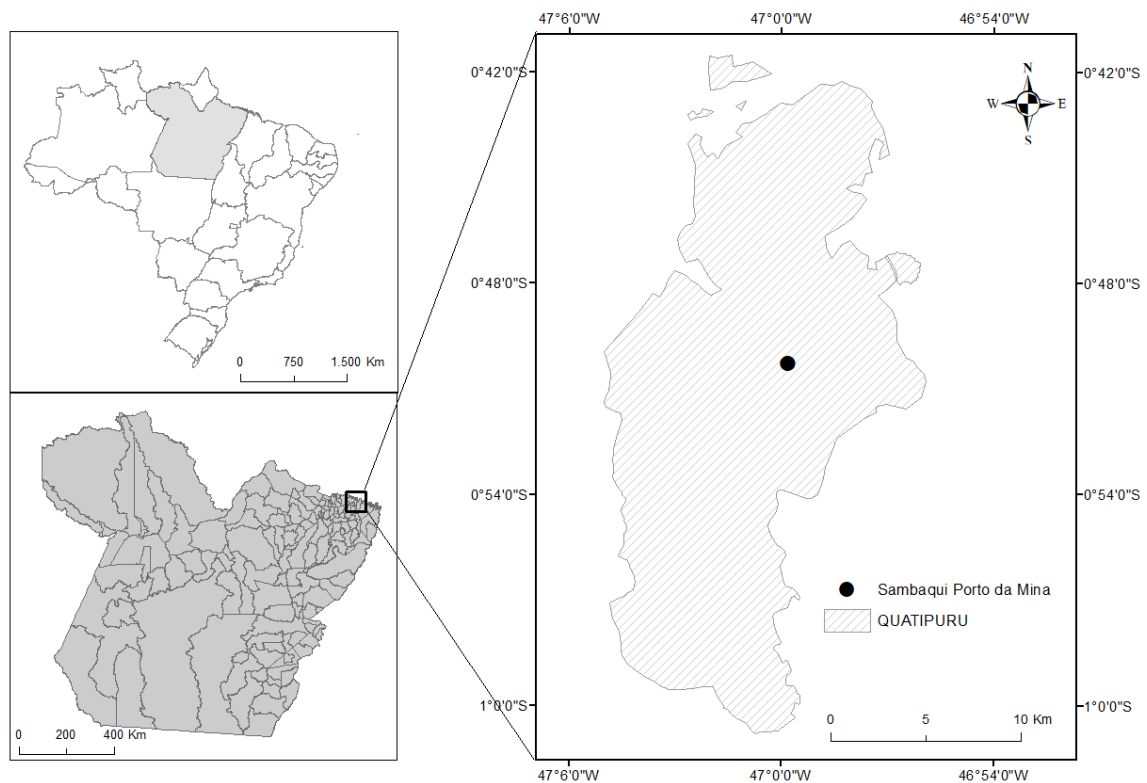 0 750 1.500 Km
0 200 400 Km
47°6'0"W 47°0'0"W 46°54'0"W
0°42'0"S 0°42'0"S
N
W E
S
0°48'0"S 0°48'0"S
0°54'0"S 0°54'0"S
Sambaqui Porto da Mina
QUATIPURU
1°0'0"S 1°0'0"S
0 5 10 Km
47°6'0"W 47°0'0"W 46°54'0"W